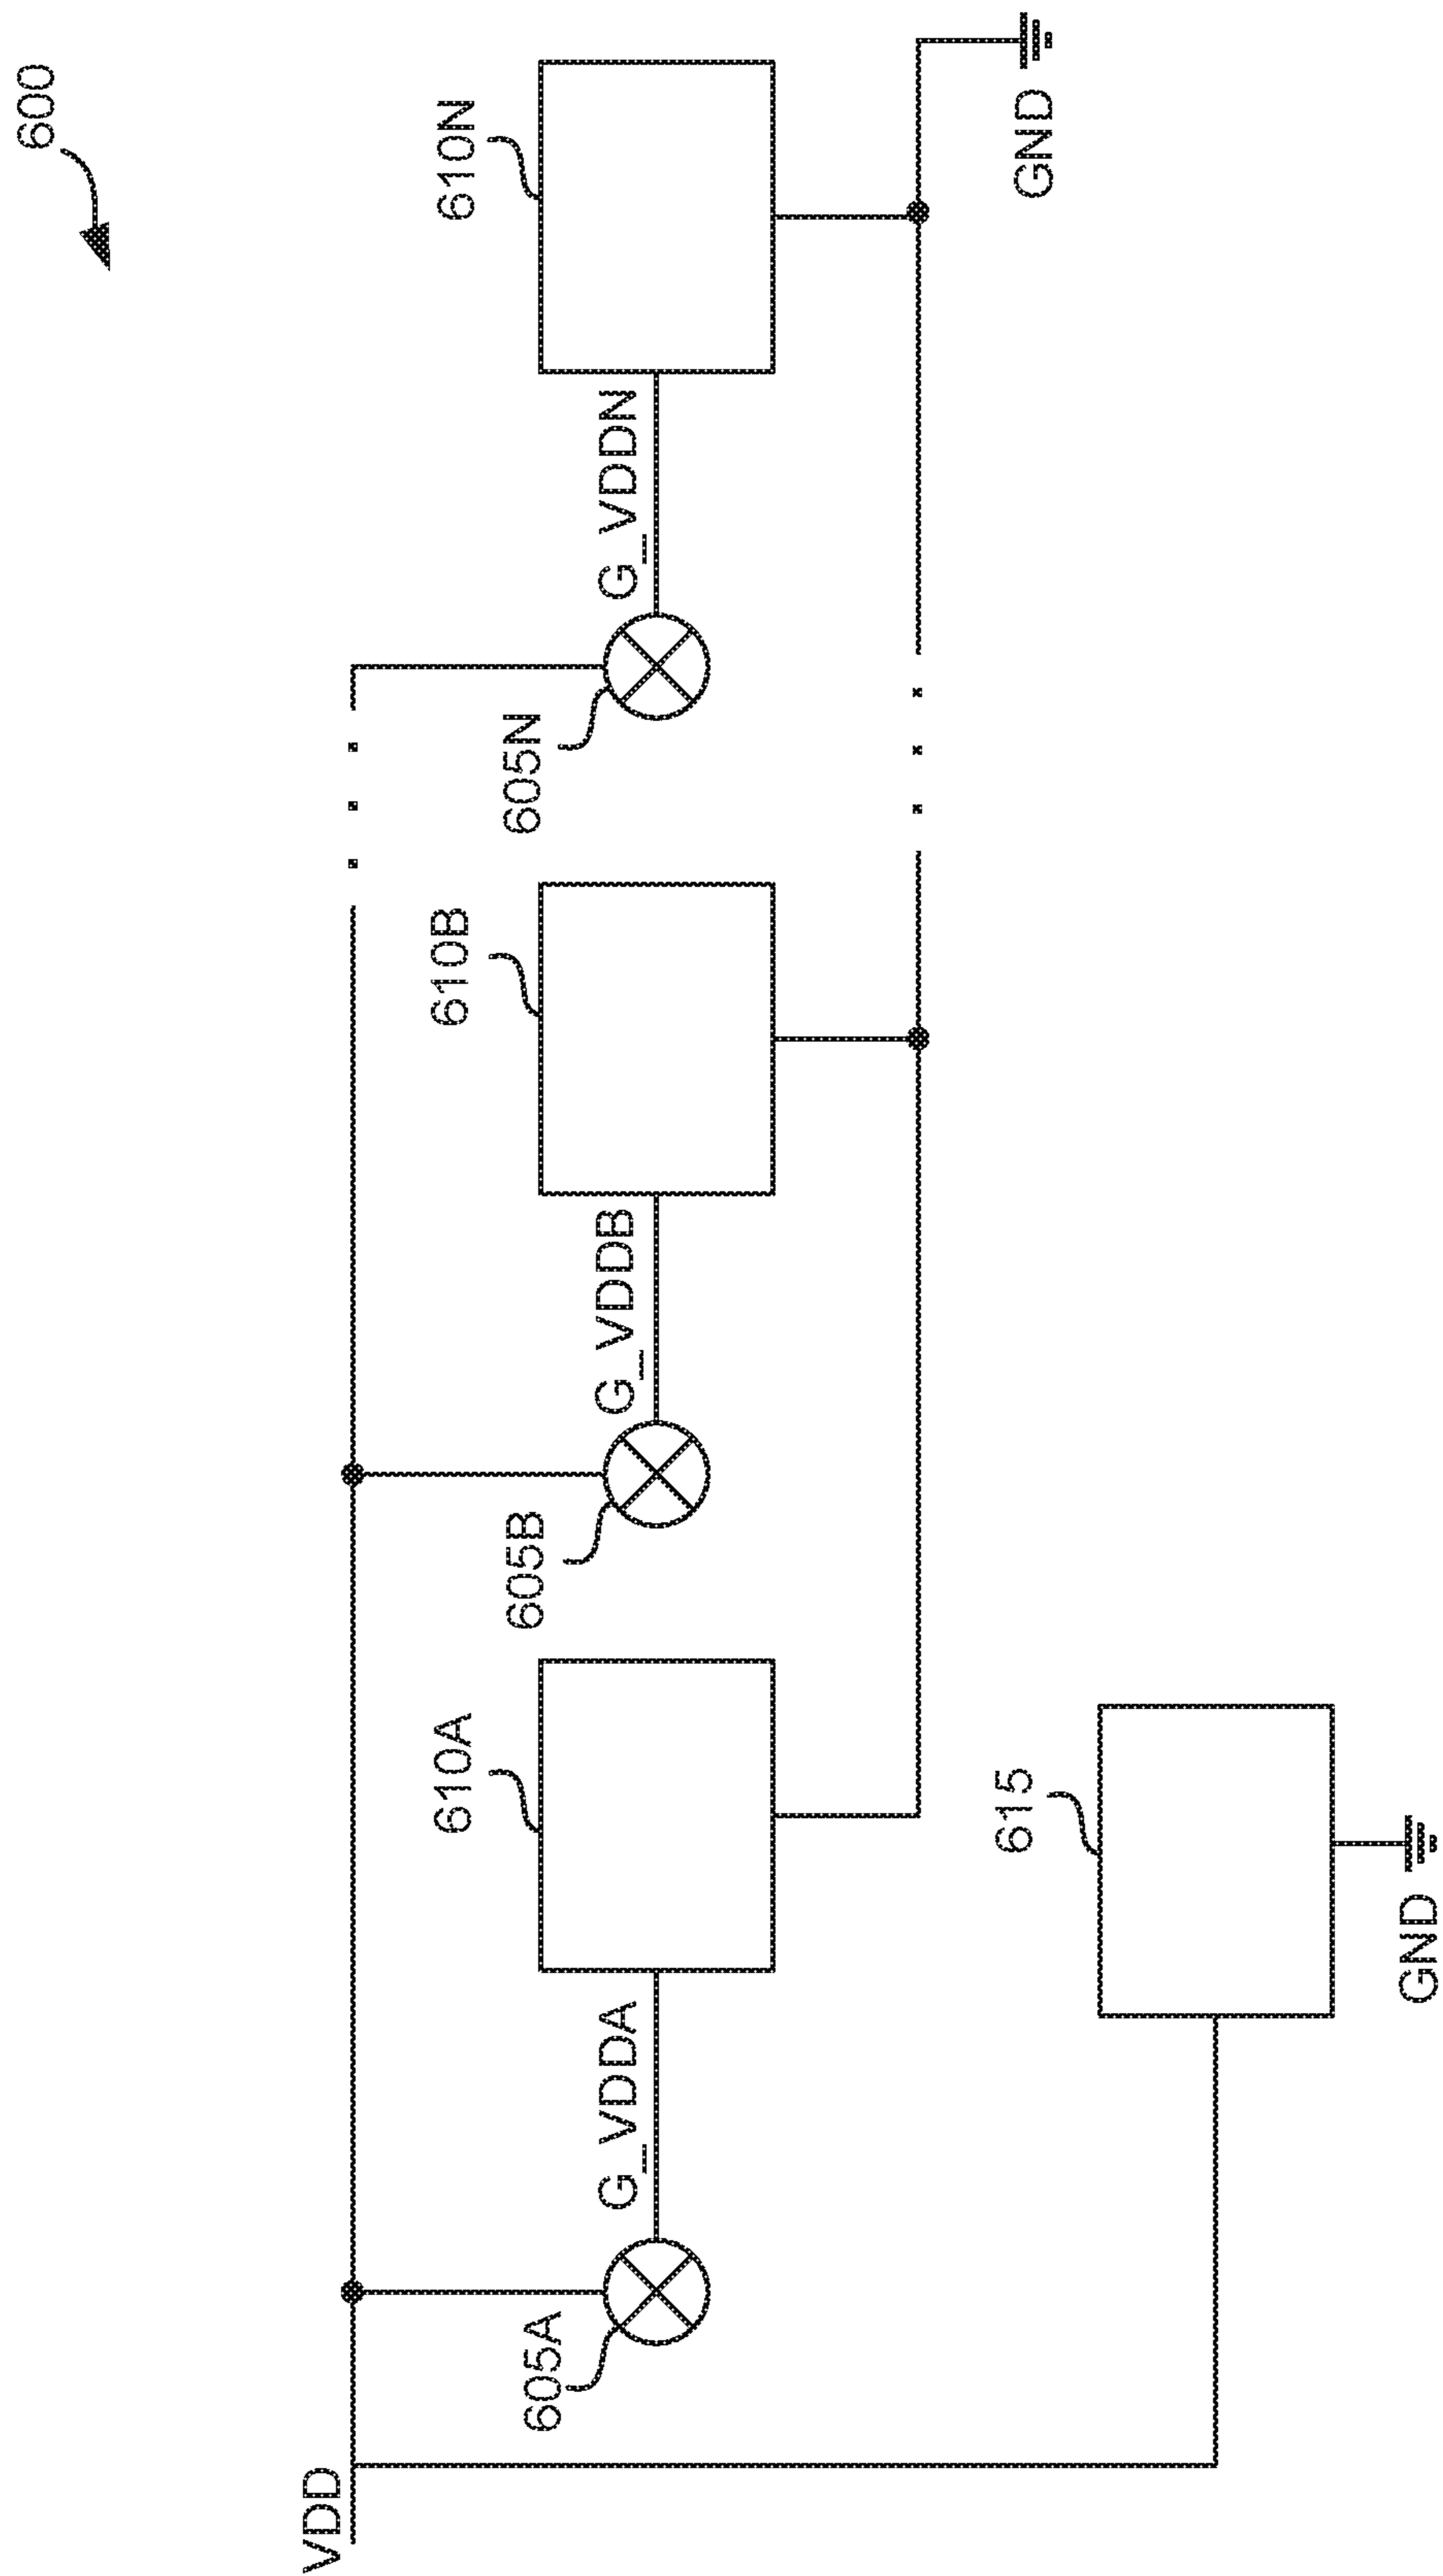 600
VDD
605A
G_VDDA
610A
605B
G_VDDB
610B
605N
G_VDDN
610N
GND
615
GND